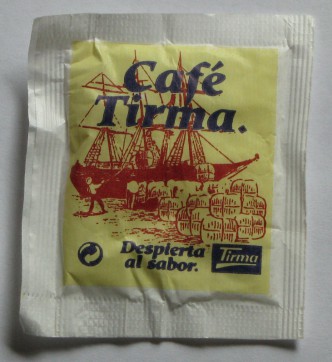 Café
Tirma.
Despierta
al sabor.
Tirma